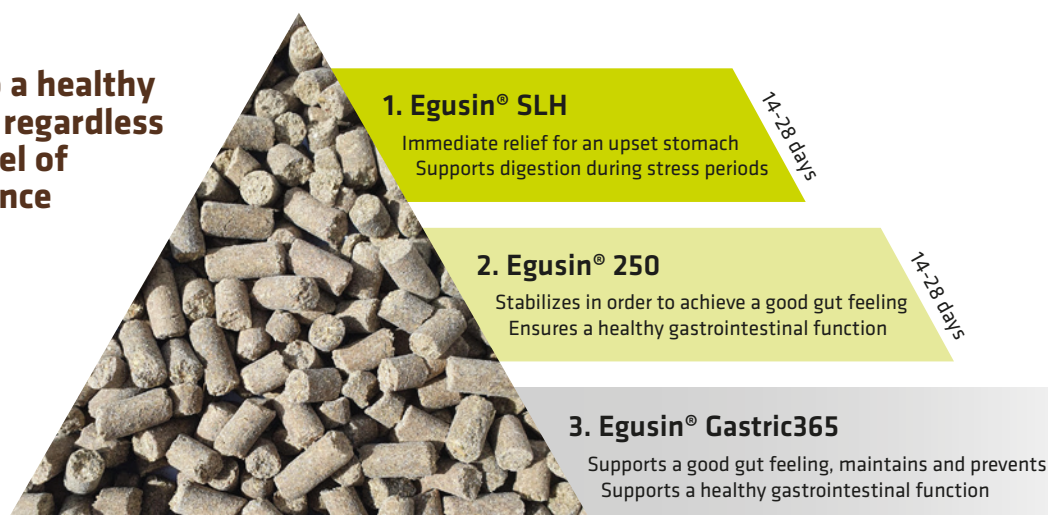 a healthy
regardless
el of
nce
1. Egusin® SLH
Immediate relief for an upset stomach
Supports digestion during stress periods
14-28 days
2. Egusin® 250
Stabilizes in order to achieve a good gut feeling
Ensures a healthy gastrointestinal function
14-28 days
3. Egusin® Gastric365
Supports a good gut feeling, maintains and prevents
Supports a healthy gastrointestinal function